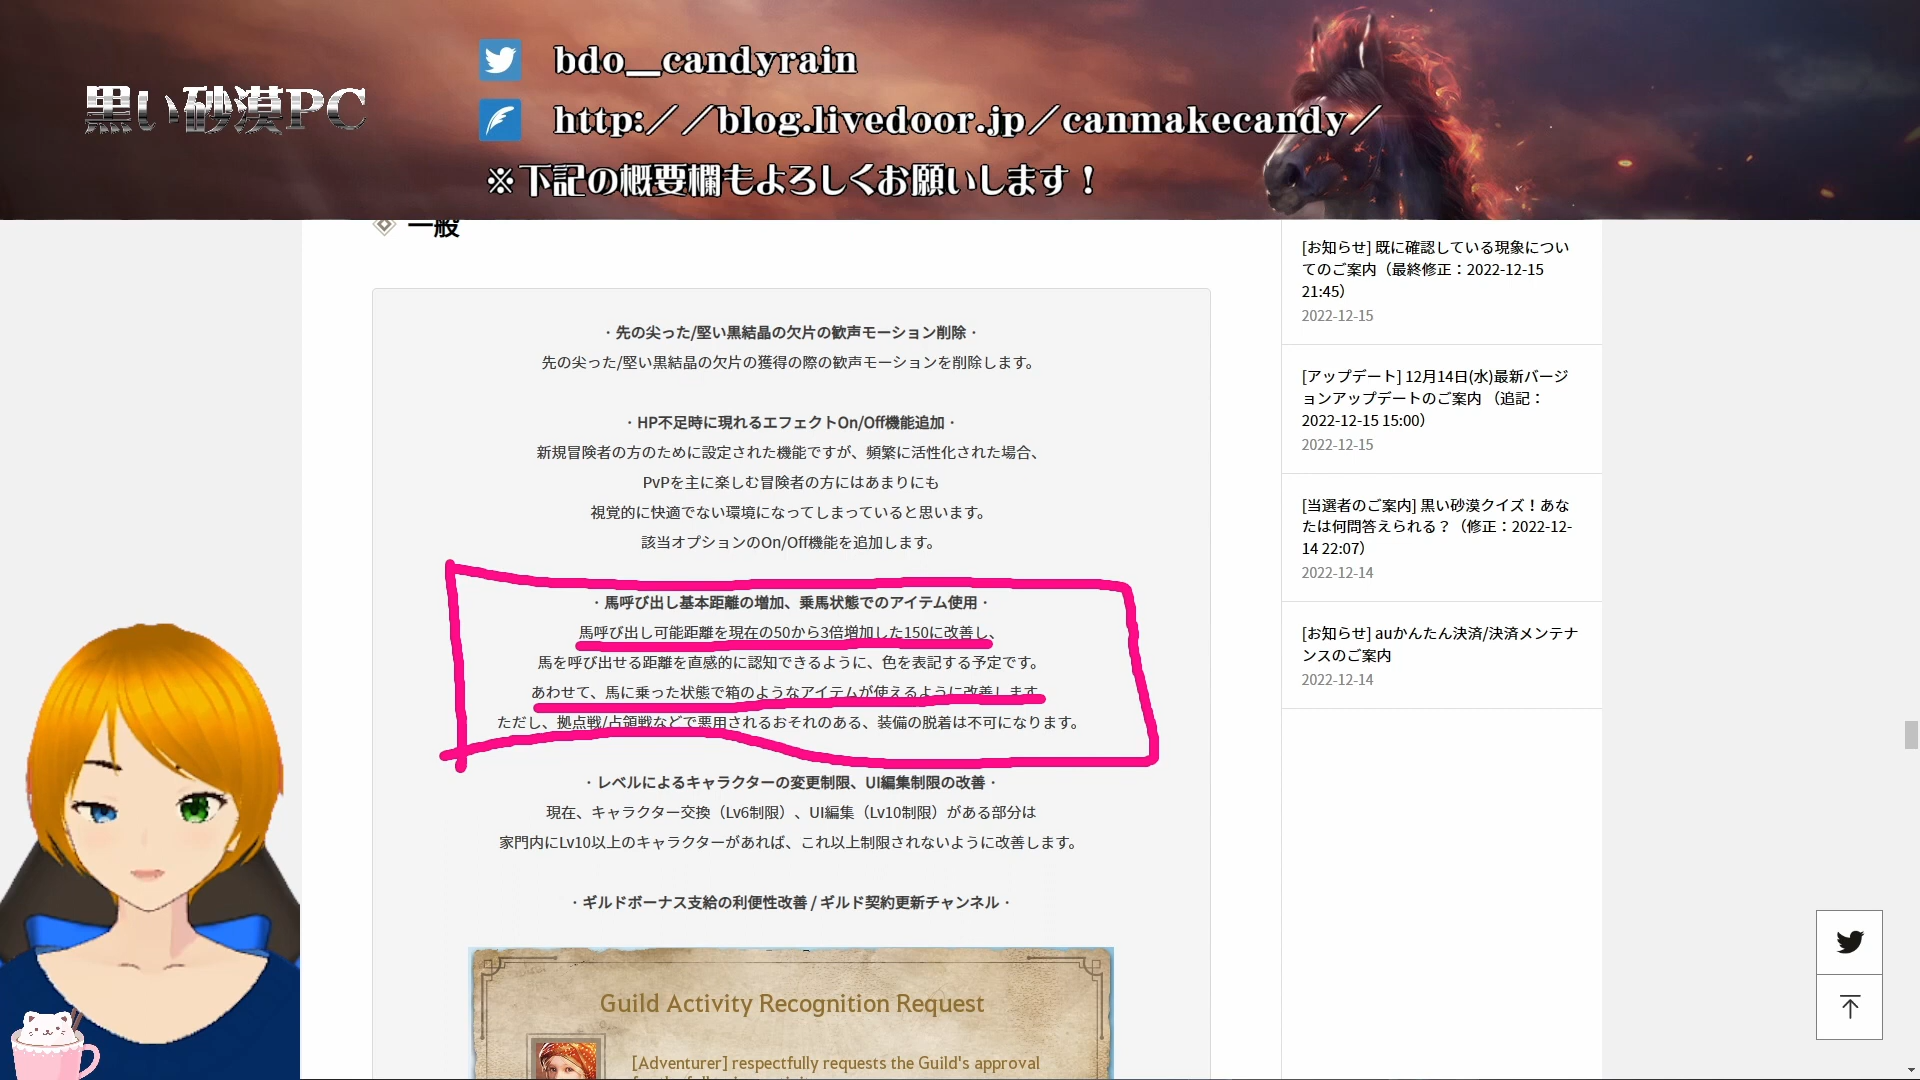 黒い砂漠PC
bdo__candyrain
http://blog.livedoor.jp/canmakecandy/
※下記の概要欄もよろしくお願いします！
一般
・先の尖った/堅い黒結晶の欠片の歓声モーション削除・
先の尖った/堅い黒結晶の欠片の獲得の際の歓声モーションを削除します。
・HP不足時に現れるエフェクトOn/Off機能追加・
新規冒険者の方のために設定された機能ですが、頻繁に活性化された場合、
PvPを主に楽しむ冒険者の方にはあまりにも
視覚的に快適でない環境になってしまっていると思います。
該当オプションのOn/Off機能を追加します。
・馬呼び出し基本距離の増加、乗馬状態でのアイテム使用・
馬呼び出し可能距離を現在の50から3倍増加した150に改善し、
馬を呼び出せる距離を直感的に認知できるように、色を表記する予定です。
あわせて、馬に乗った状態で箱のようなアイテムが使えるように改善します。
ただし、拠点戦/占領戦などで悪用されるおそれのある、装備の脱着は不可になります。
・レベルによるキャラクターの変更制限、UI編集制限の改善・
現在、キャラクター交換（Lv6制限）、UI編集（Lv10制限）がある部分は
家門内にLv10以上のキャラクターがあれば、これ以上制限されないように改善します。
・ギルドボーナス支給の利便性改善 / ギルド契約更新チャンネル・
Guild Activity Recognition Request
[Adventurer] respectfully requests the Guild's approval
[お知らせ] 既に確認している現象につい
てのご案内（最終修正：2022-12-15
21:45）
2022-12-15
[アップデート] 12月14日(水)最新バージ
ョンアップデートのご案内 （追記：
2022-12-15 15:00）
2022-12-15
[当選者のご案内] 黒い砂漠クイズ！あな
たは何問答えられる？（修正：2022-12-
14 22:07）
2022-12-14
[お知らせ] auかんたん決済/決済メンテナ
ンスのご案内
2022-12-14